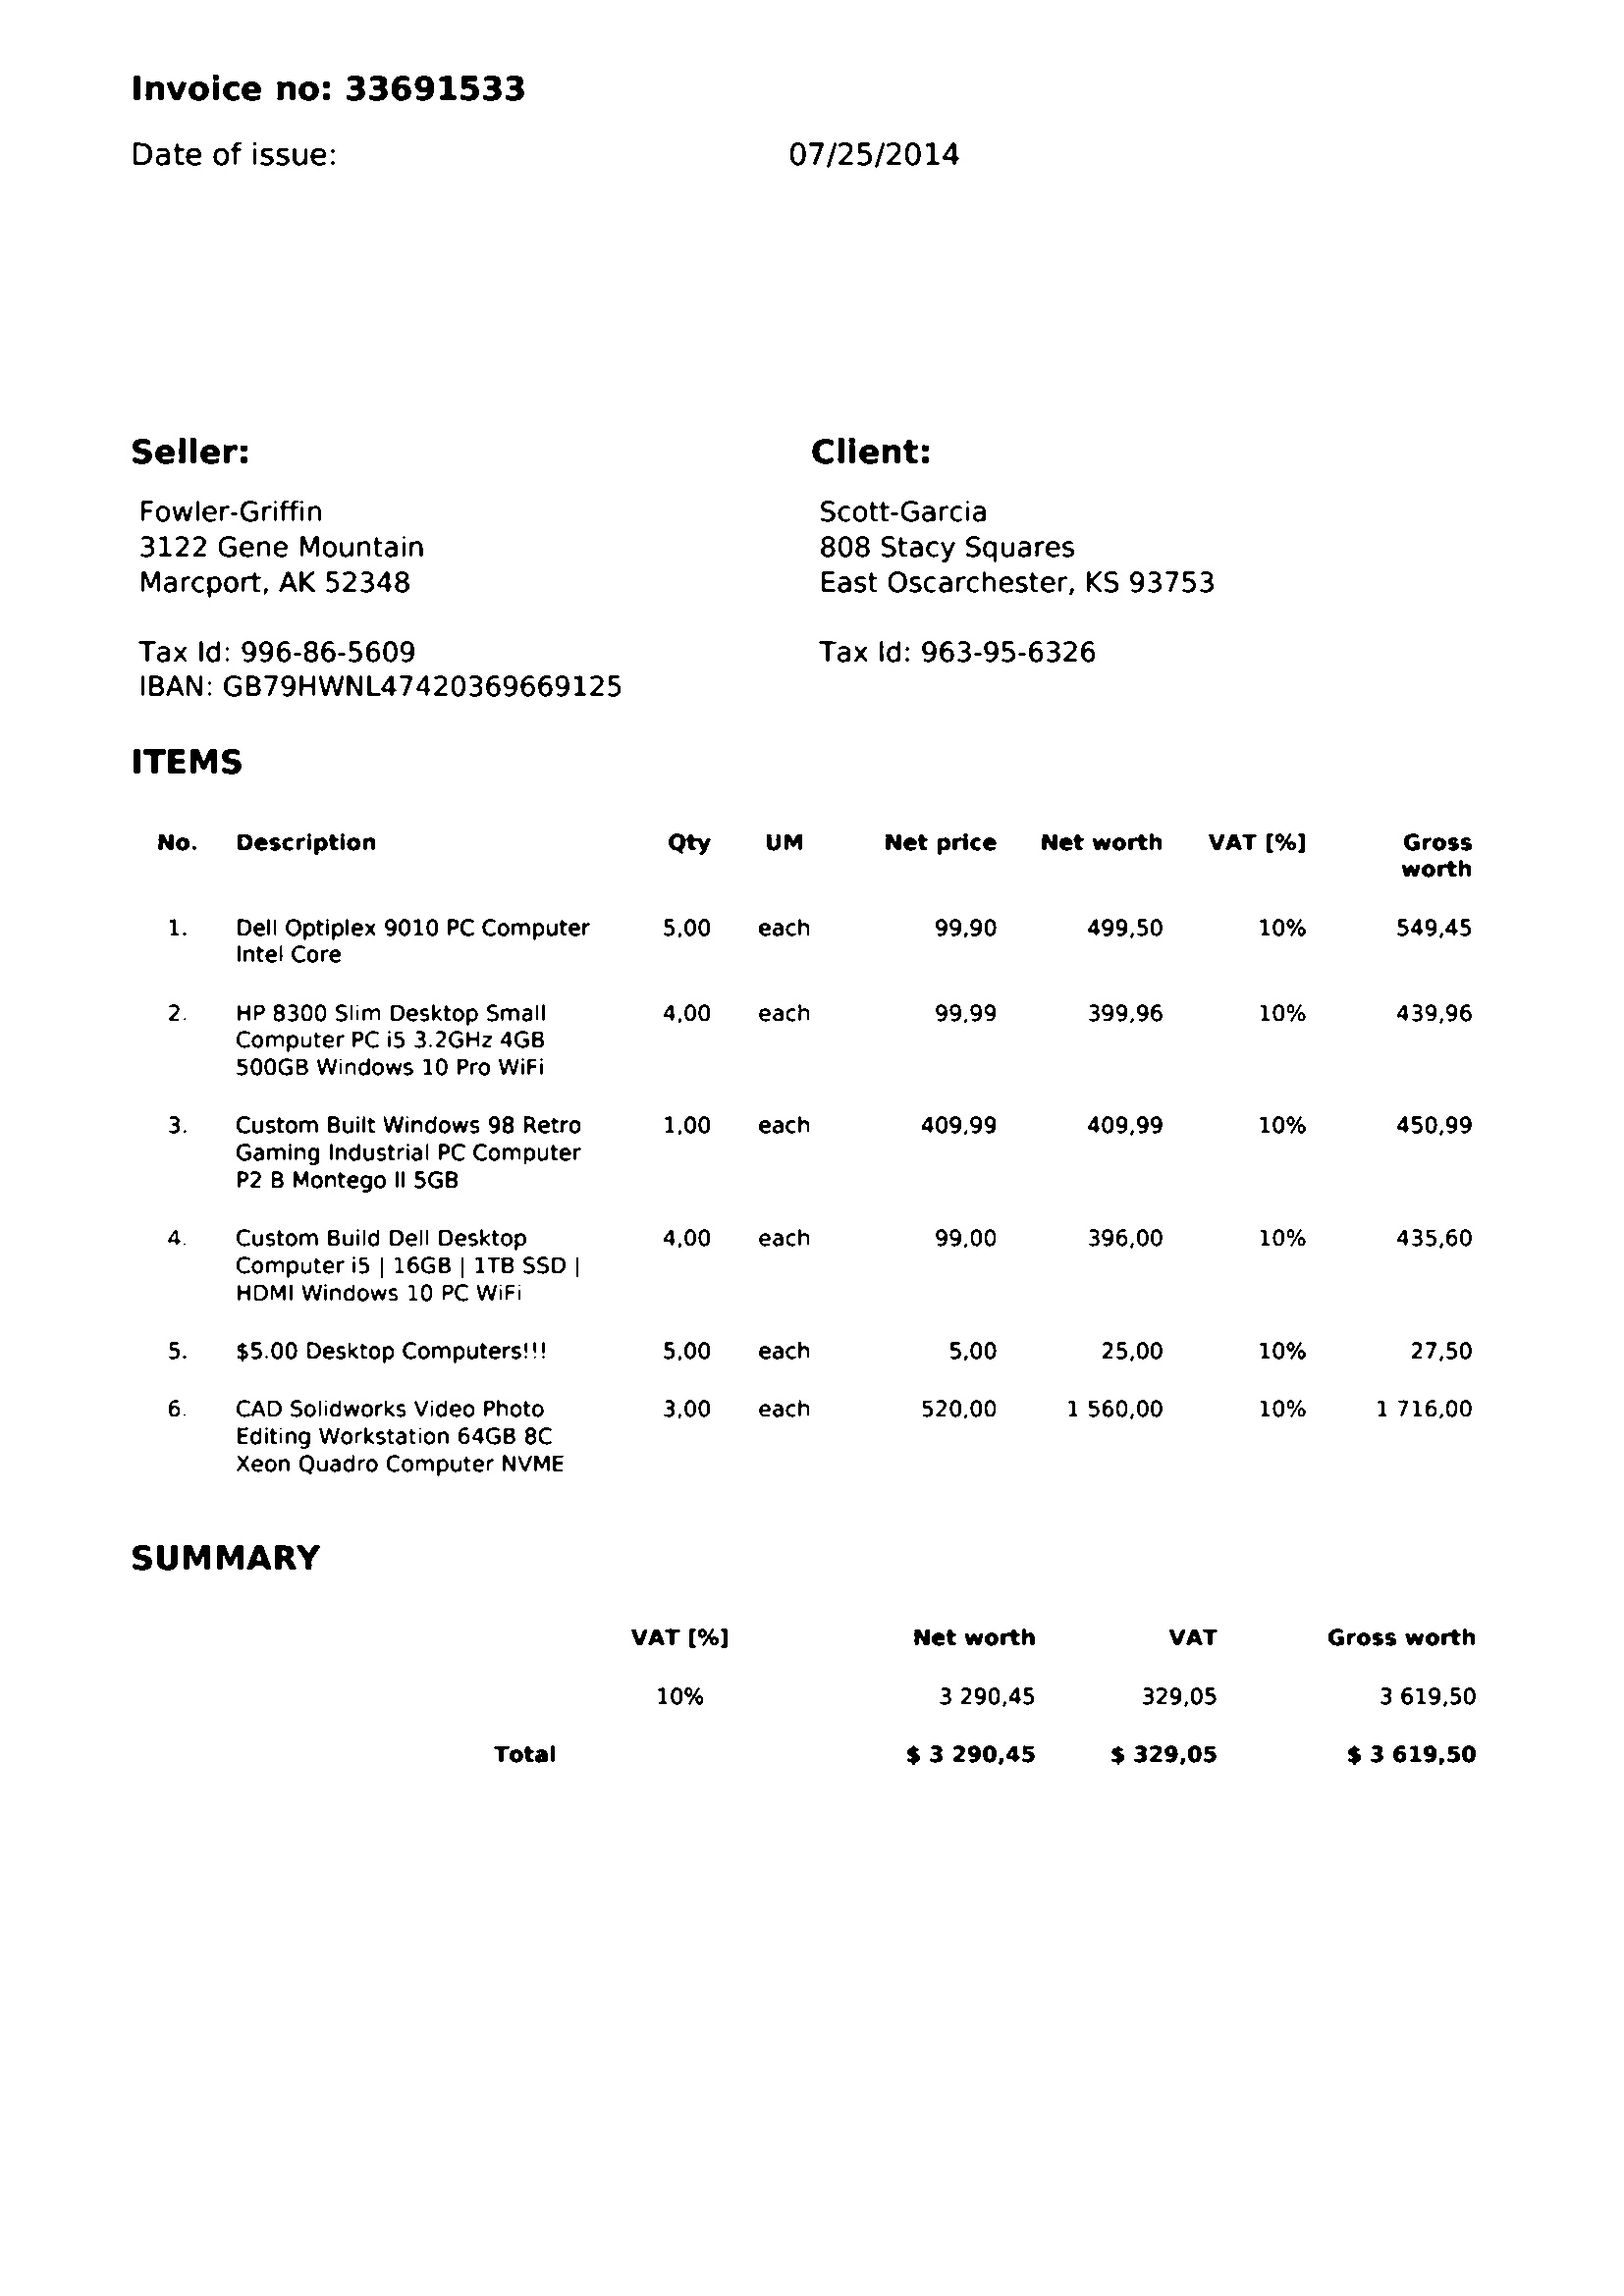 Invoice no: 33691533
Date of issue: 07/25/2014
Seller: Client:
Fowler-Griffin Scott-Garcia
3122 Gene Mountain 808 Stacy Squares
Marcport, AK 52348 East Oscarchester, KS 93753
Tax Id: 996-86-5609 Tax Id: 963-95-6326
IBAN: GB79HWNL47420369669125
ITEMS
No. Description Qty UM Net price Net worth VAT [%] Gross
worth
1. Dell Optiplex 9010 PC Computer 5,00 each 99,90 499,50 10% 549,45
Intel Core
2. HP 8300 Slim Desktop Small 4,00 each 99,99 399,96 10% 439,96
Computer PC i5 3.2GHz 4GB
500GB Windows 10 Pro WiFi
3. Custom Built Windows 98 Retro 1,00 each 409,99 409,99 10% 450,99
Gaming Industrial PC Computer
P2 B Montego II 5GB
4. Custom Build Dell Desktop 4,00 each 99,00 396,00 10% 435,60
Computer i5 | 16GB | 1TB SSD |
HDMI Windows 10 PC WiFi
5. $5.00 Desktop Computers!!! 5,00 each 5,00 25,00 10% 27,50
6. CAD Solidworks Video Photo 3,00 each 520,00 1 560,00 10% 1 716,00
Editing Workstation 64GB 8C
Xeon Quadro Computer NVME
SUMMARY
VAT [%] Net worth VAT Gross worth
10% 3 290,45 329,05 3 619,50
Total $ 3 290,45 $ 329,05 $ 3 619,50